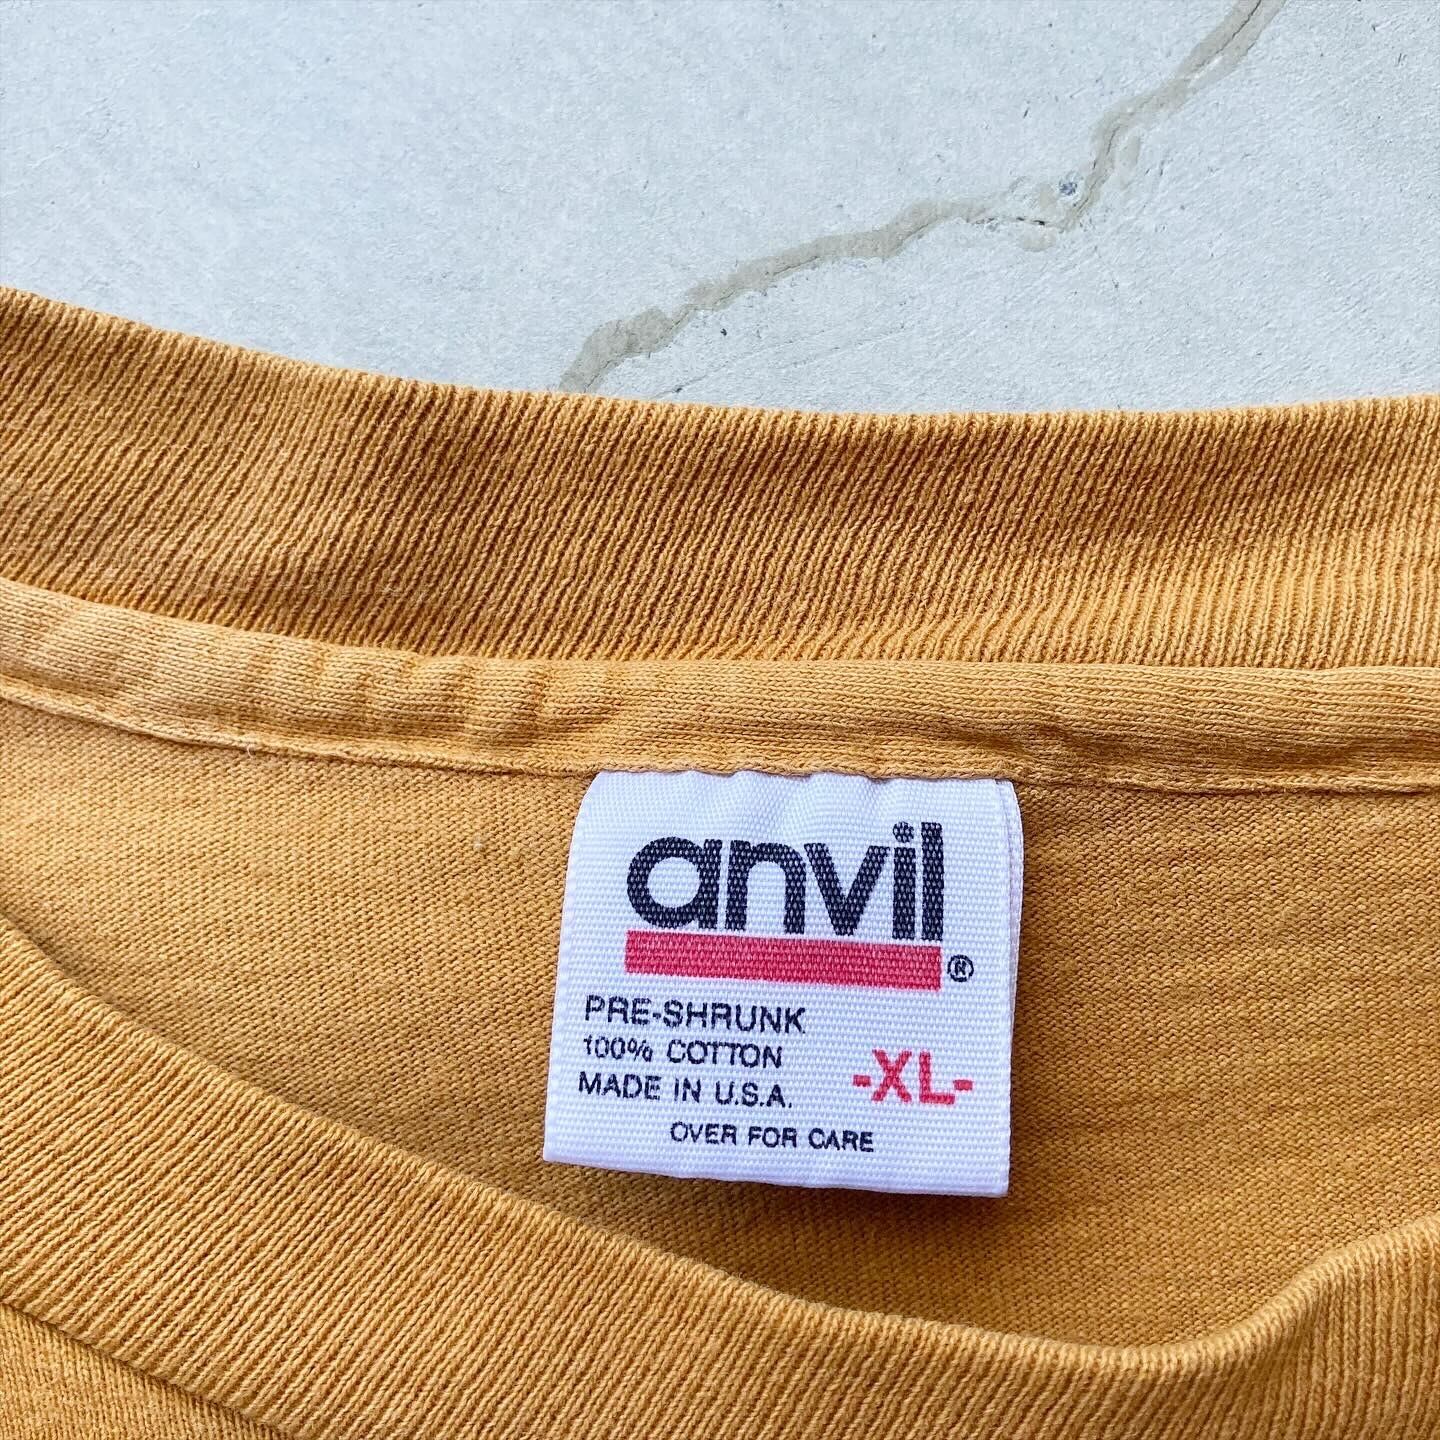 anvil®
PRE-SHRUNK
100% COTTON
MADE IN U.S.A.
-XL-
OVER FOR CARE